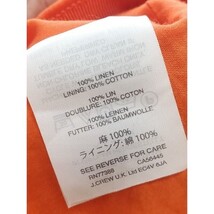 100% LINEN
LINING: 100% COTTON
100% LIN
DOUBLURE: 100% COTON
100% LEINEN
FUTTER: 100% BAUMWOLLE
麻 100%
ライニング: 綿 100%
SEE REVERSE FOR CARE
RN77388 CA56445
J.CREW U.K. Ltd EC4V 6JA